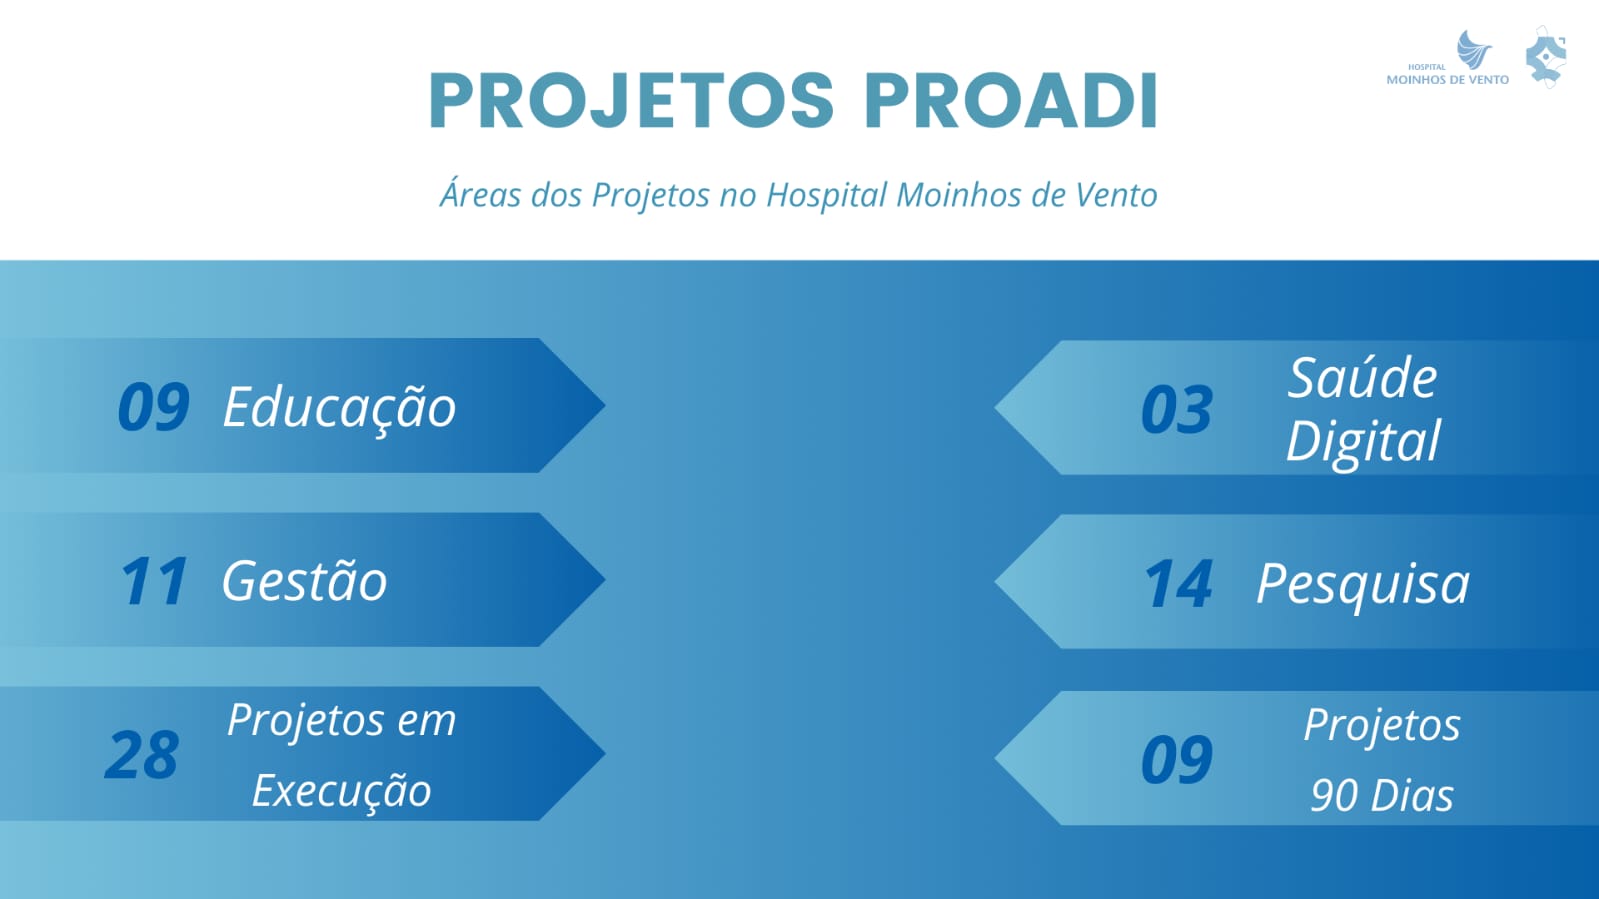 HOSPITAL
MOINHOS DE VENTO
PROJETOS PROADI
Áreas dos Projetos no Hospital Moinhos de Vento
09 Educação
11 Gestão
28 Projetos em
Execução
03 Saúde
Digital
14 Pesquisa
09 Projetos
90 Dias